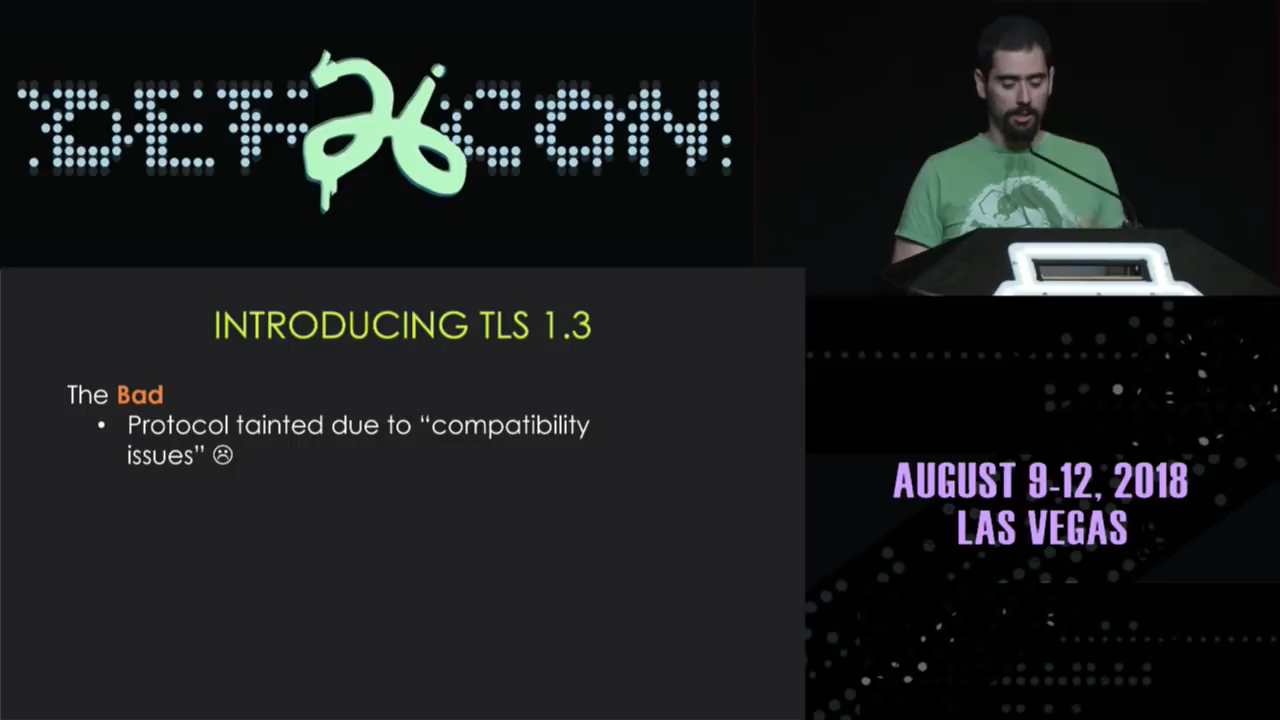 DEF 26 CON
INTRODUCING TLS 1.3
The Bad
• Protocol tainted due to “compatibility
issues” ☹
AUGUST 9-12, 2018
LAS VEGAS